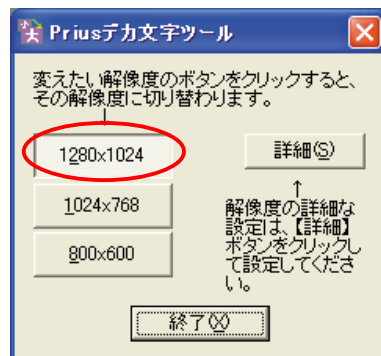 Priusデカ文字ツール
変えたい解像度のボタンをクリックすると、
その解像度に切り替わります。
↓
1280x1024
1024x768
800x600
詳細(S)
↑
解像度の詳細な
設定は、【詳細】
ボタンをクリックし
て設定してくださ
い。
終了(X)